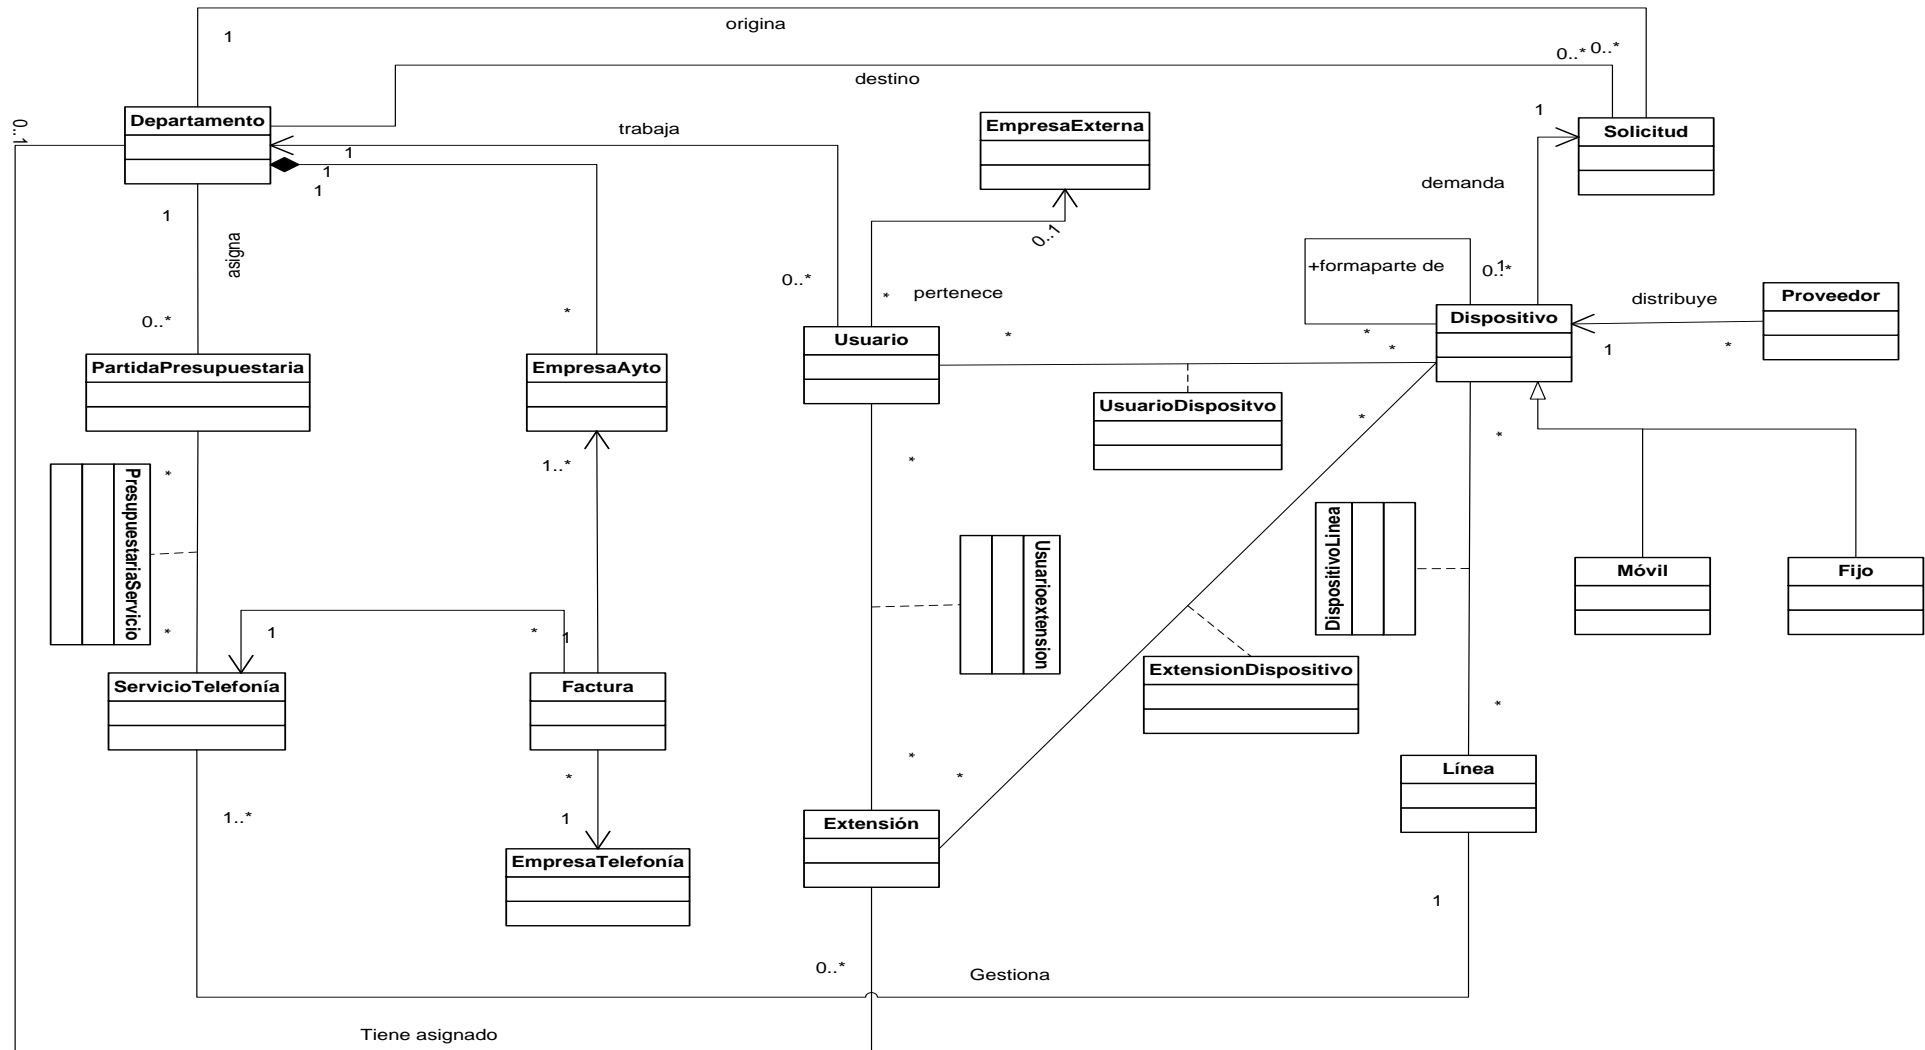 origina
1
0..*
0..*
destino
Departamento
0..1
trabaja
1
1
1
EmpresaExterna
1
Solicitud
demanda
1
asigna
0..1
+formaparte de
0..*
1
0..*
*
pertenece
distribuye
Proveedor
0..*
*
Usuario
*
*
*
Dispositivo
1
*
PartidaPresupuestaria
EmpresaAyto
UsuarioDispositvo
*
*
*
1..*
*
PresupuestariaServicio
DispositivoLinea
Usuarioextension
Móvil
Fijo
*
1
*
1
ServicioTelefonía
Factura
ExtensionDispositivo
*
*
*
*
Línea
1..*
1
Extensión
EmpresaTelefonía
1
0..*
Gestiona
Tiene asignado